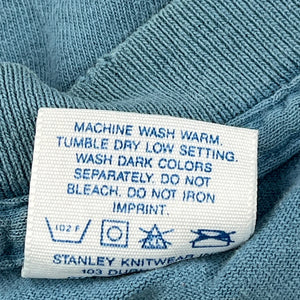 MACHINE WASH WARM.
TUMBLE DRY LOW SETTING.
WASH DARK COLORS
SEPARATELY. DO NOT
BLEACH. DO NOT IRON
IMPRINT.
102 F
STANLEY KNITWEAR
103